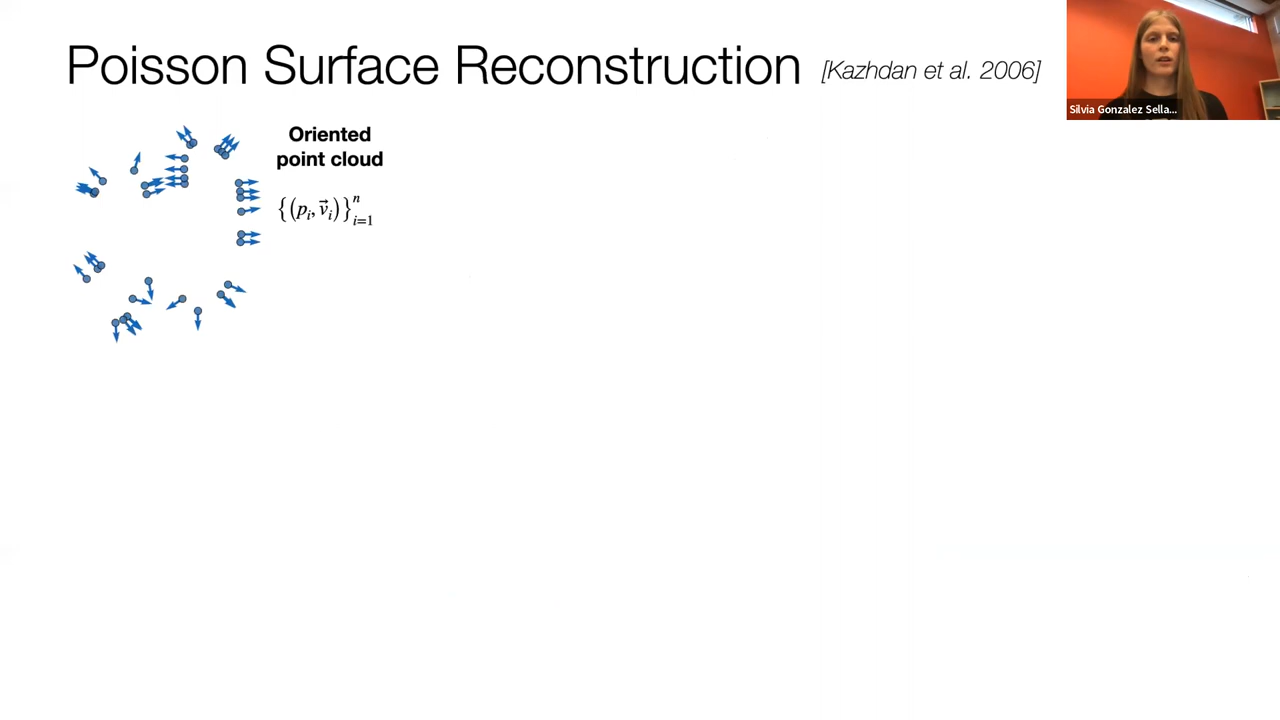 Poisson Surface Reconstruction [Kazhdan et al. 2006]
Silvia Gonzalez Sella...
Oriented
point cloud
{(pᵢ, v⃗ᵢ)}ⁿᵢ₌₁